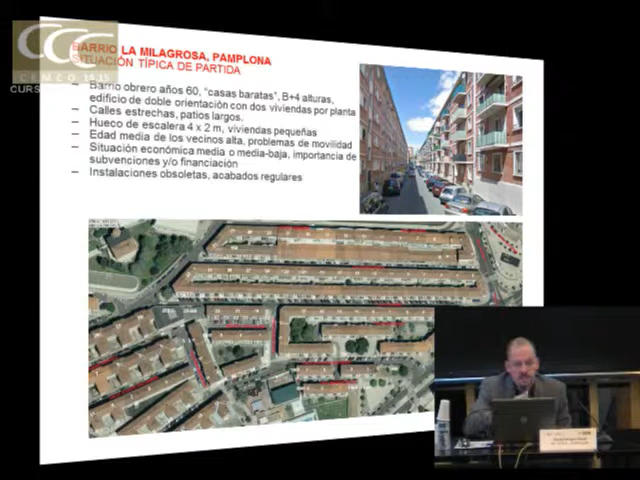 CEMCO 2015
CURS
BARRIO LA MILAGROSA, PAMPLONA
SITUACIÓN TÍPICA DE PARTIDA
– Barrio obrero años 60, “casas baratas”, B+4 alturas,
edificio de doble orientación con dos viviendas por planta
– Calles estrechas, patios largos.
– Hueco de escalera 4 x 2 m, viviendas pequeñas
– Edad media de los vecinos alta, problemas de movilidad
– Situación económica media o media-baja, importancia de
subvenciones y/o financiación
– Instalaciones obsoletas, acabados regulares